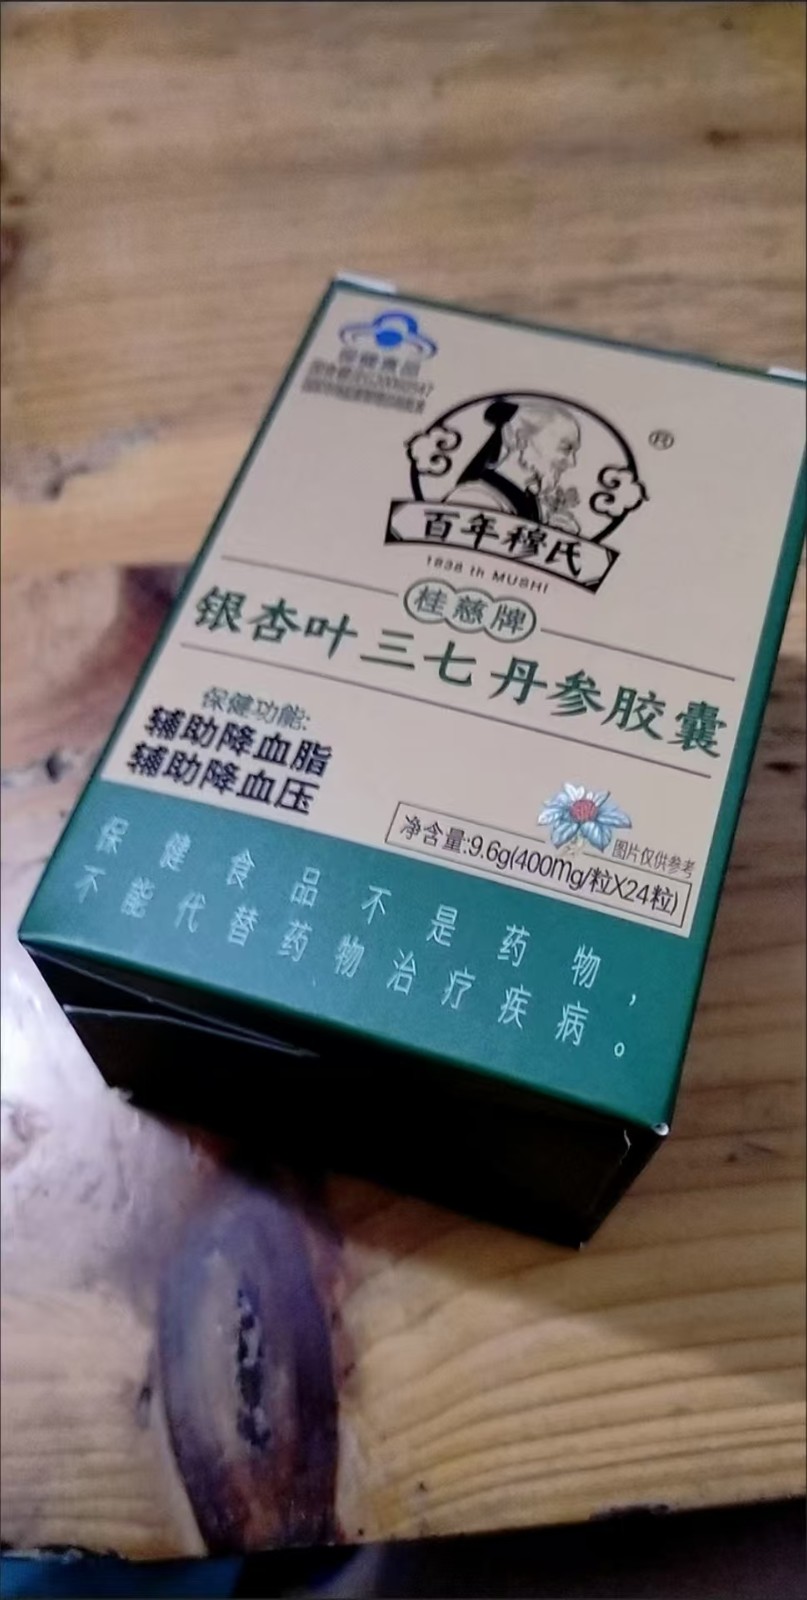 保健食品
®
百年穆氏
1838 th MUSHI
桂慈牌
银杏叶三七丹参胶囊
保健功能:
辅助降血脂
辅助降血压
图片仅供参考
净含量:9.6g(400mg/粒X24粒)
保健食品不是药物，
不能代替药物治疗疾病。